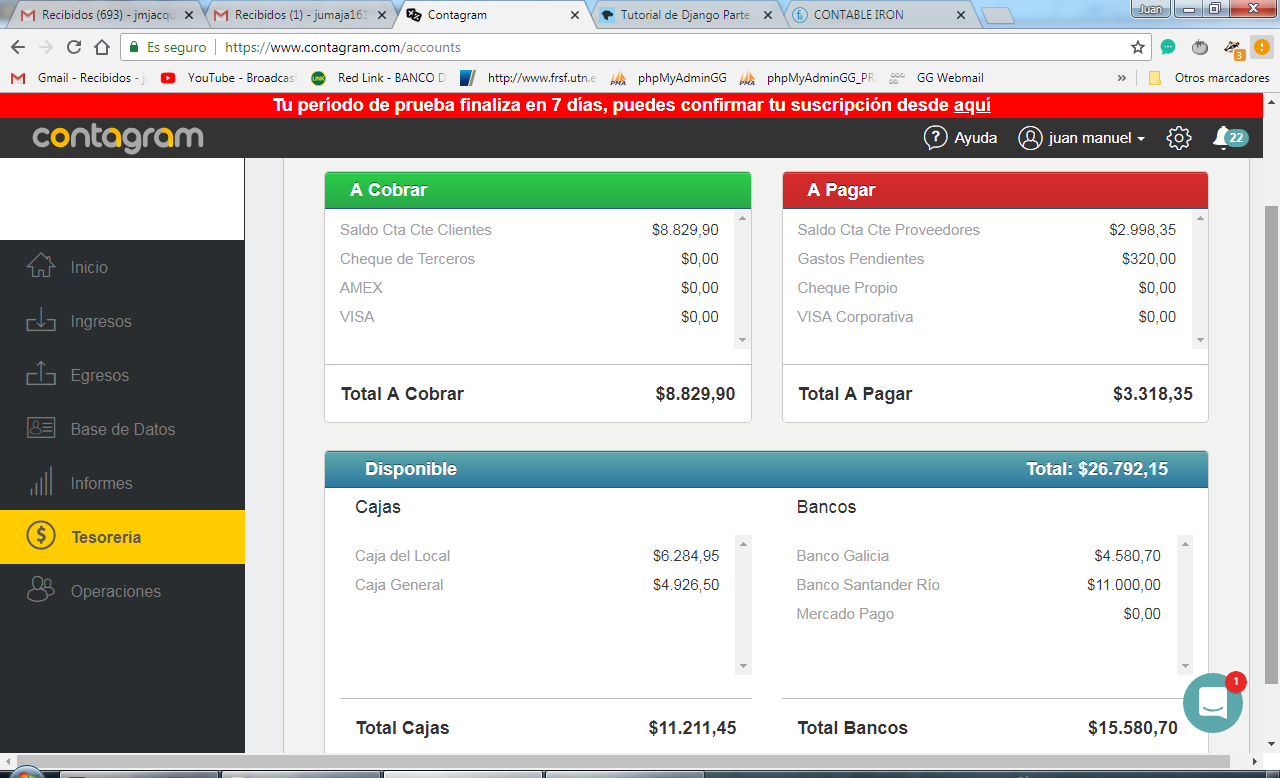 Recibidos (693) - jmjacqu
Recibidos (1) - jumaja161
Contagram
Tutorial de Django Parte
CONTABLE IRON
Juan
Es seguro
https://www.contagram.com/accounts
3
Gmail - Recibidos - j
YouTube - Broadcast
Red Link - BANCO D
http://www.frsf.utn.e
phpMyAdminGG
phpMyAdminGG_PR
GG Webmail
»
Otros marcadores
Tu período de prueba finaliza en 7 días, puedes confirmar tu suscripción desde aquí
contagram
Ayuda
juan manuel
22
Inicio
Ingresos
Egresos
Base de Datos
Informes
Tesorería
Operaciones
A Cobrar
Saldo Cta Cte Clientes $8.829,90
Cheque de Terceros $0,00
AMEX $0,00
VISA $0,00
Total A Cobrar $8.829,90
A Pagar
Saldo Cta Cte Proveedores $2.998,35
Gastos Pendientes $320,00
Cheque Propio $0,00
VISA Corporativa $0,00
Total A Pagar $3.318,35
Disponible Total: $26.792,15
Cajas
Caja del Local $6.284,95
Caja General $4.926,50
Total Cajas $11.211,45
Bancos
Banco Galicia $4.580,70
Banco Santander Río $11.000,00
Mercado Pago $0,00
Total Bancos $15.580,70
1